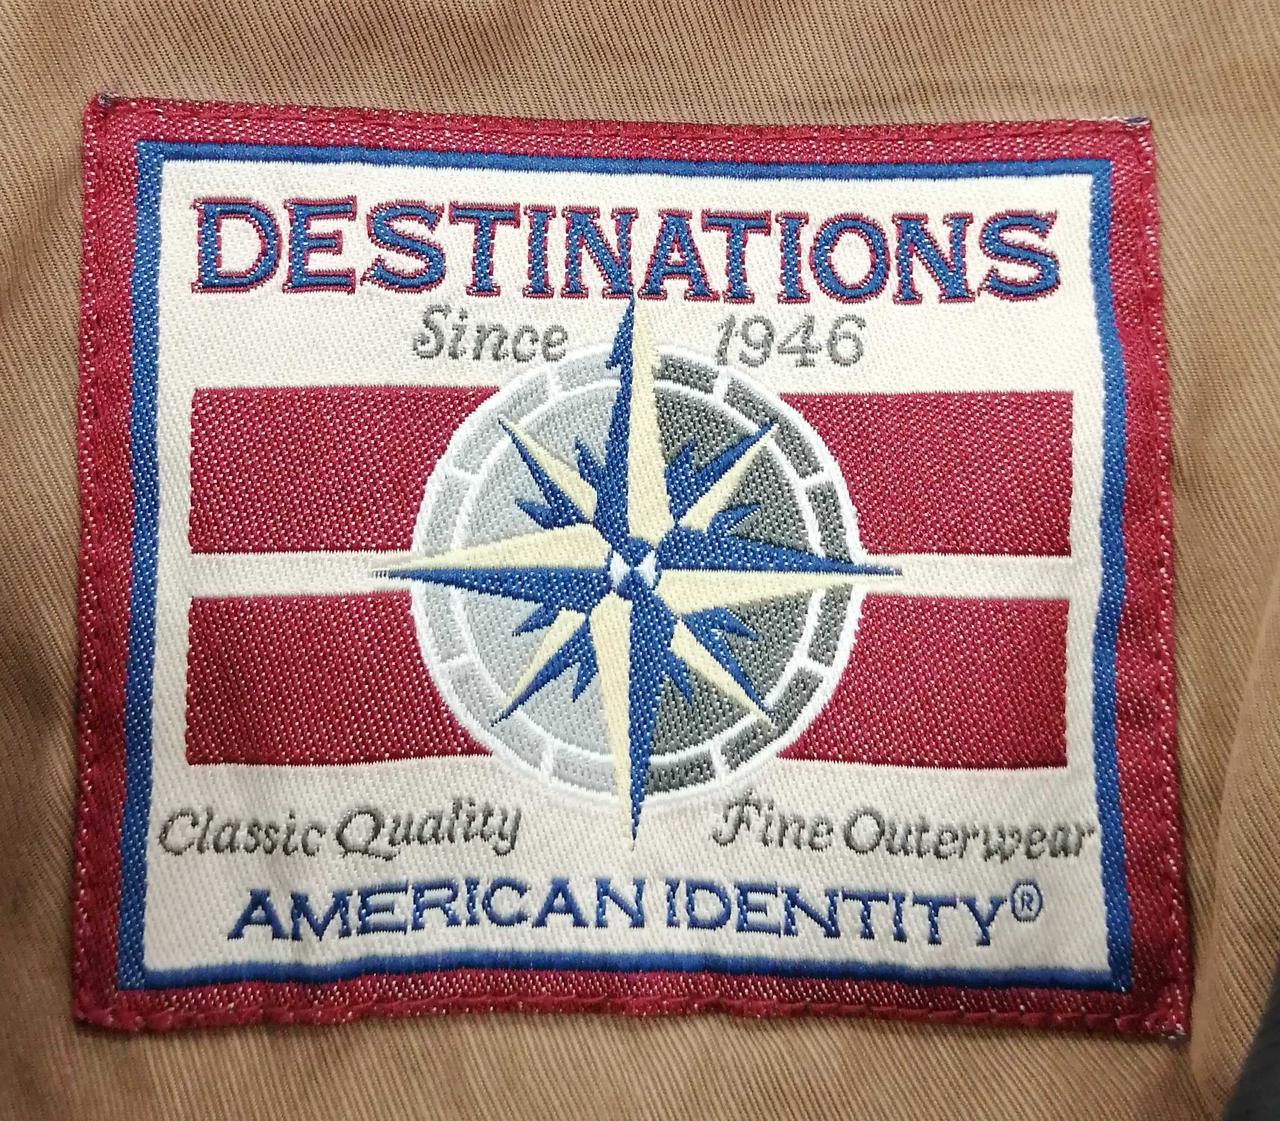 DESTINATIONS
Since 1946
Classic Quality Fine Outerwear
AMERICAN IDENTITY®